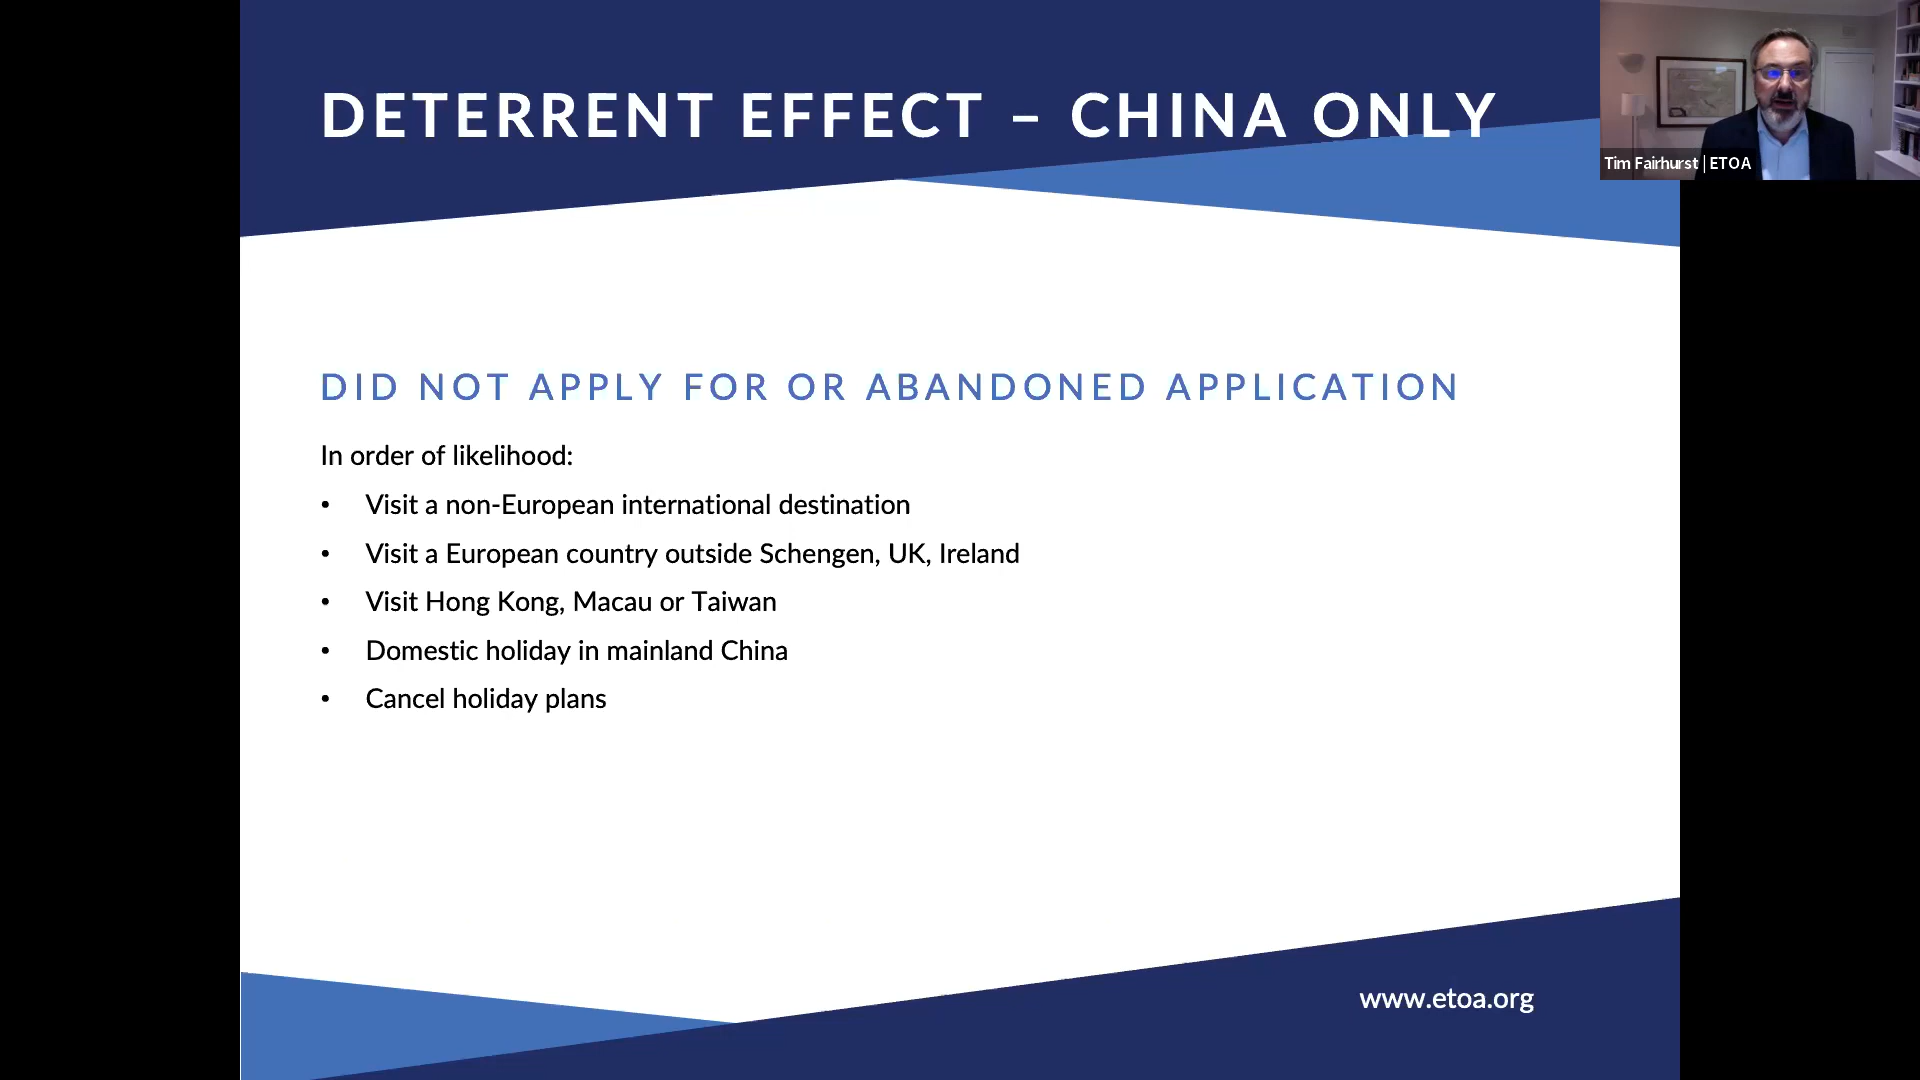 DETERRENT EFFECT – CHINA ONLY
Tim Fairhurst | ETOA
DID NOT APPLY FOR OR ABANDONED APPLICATION
In order of likelihood:
• Visit a non-European international destination
• Visit a European country outside Schengen, UK, Ireland
• Visit Hong Kong, Macau or Taiwan
• Domestic holiday in mainland China
• Cancel holiday plans
www.etoa.org